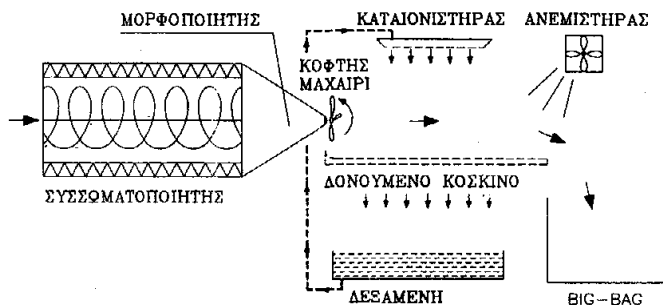 ΜΟΡΦΟΠΟΙΗΤΗΣ
ΚΑΤΑΙΟΝΙΣΤΗΡΑΣ
ΑΝΕΜΙΣΤΗΡΑΣ
ΚΟΦΤΗΣ
ΜΑΧΑΙΡΙ
ΣΥΣΣΩΜΑΤΟΠΟΙΗΤΗΣ
ΔΟΝΟΥΜΕΝΟ ΚΟΣΚΙΝΟ
ΔΕΞΑΜΕΝΗ
BIG-BAG